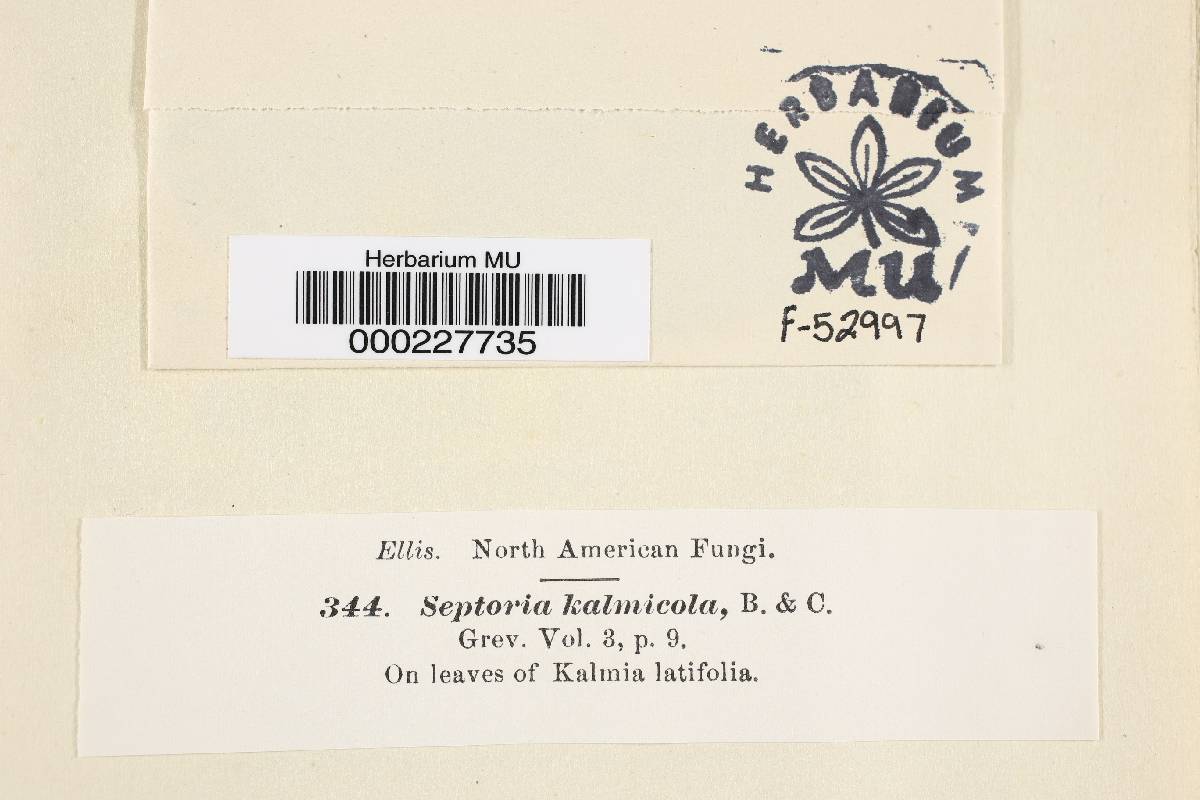 HERBARIUM
MU
F-52997
Herbarium MU
000227735
Ellis. North American Fungi.
344. Septoria kalmicola, B. & C.
Grev. Vol. 3, p. 9.
On leaves of Kalmia latifolia.